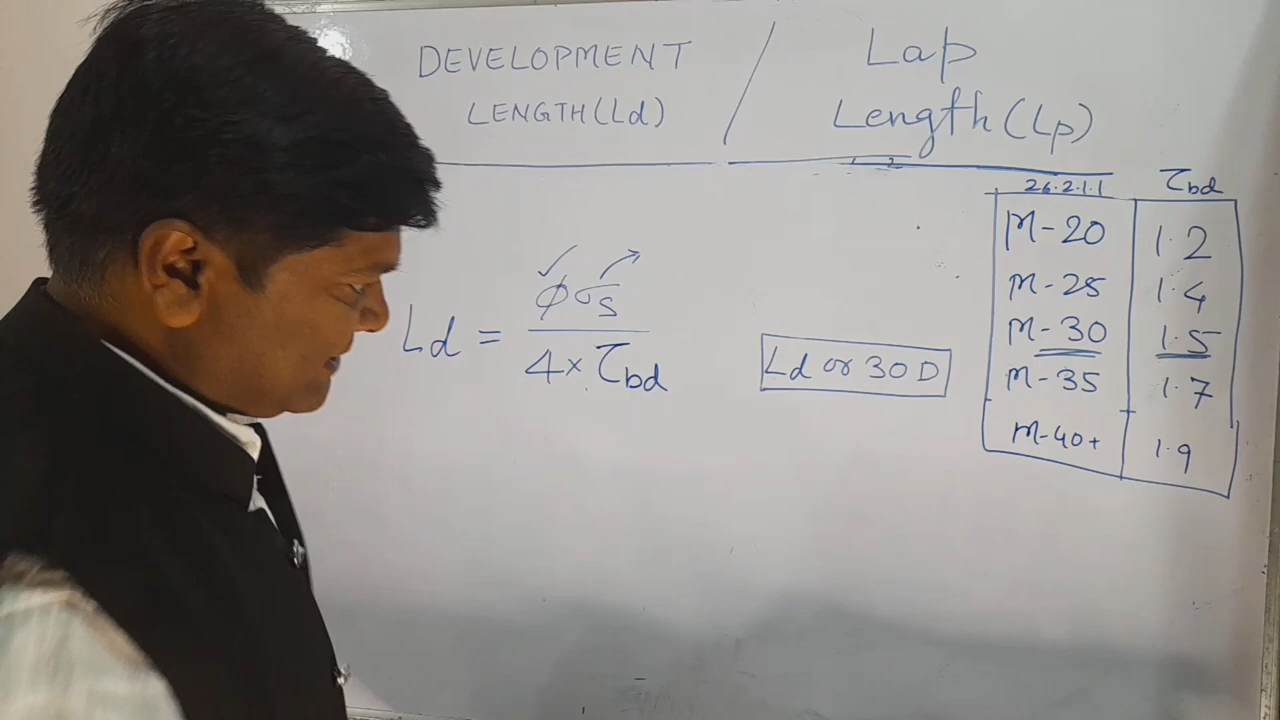 DEVELOPMENT / Lap
LENGTH(Ld) Length (Lp)
26.2.1.1 τbd
M-20 1.2
M-25 1.4
M-30 1.5
M-35 1.7
M-40+ 1.9
Ld = ϕσs / 4×τbd
Ld or 30 D